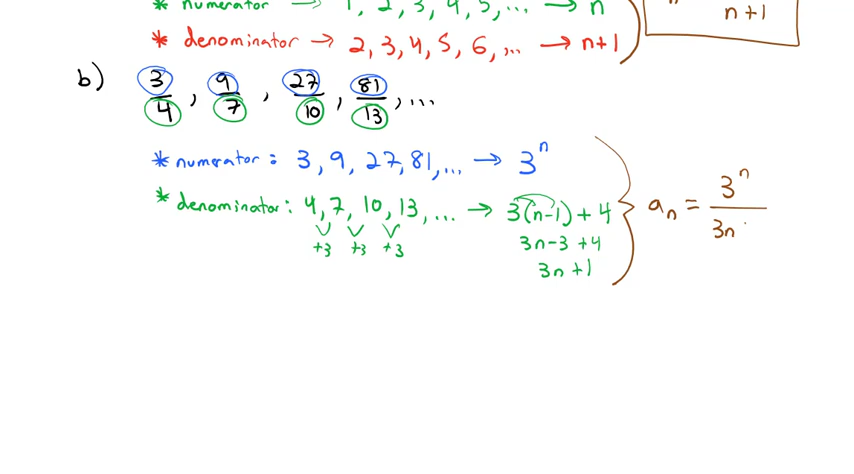 * numerator → 1, 2, 3, 4, 5, ... → n
n+1
* denominator → 2, 3, 4, 5, 6, ... → n+1
b) 3/4, 9/7, 27/10, 81/13, ...
* numerator: 3, 9, 27, 81, ... → 3^n
* denominator: 4, 7, 10, 13, ... → 3(n-1) + 4
+3 +3 +3
3n-3+4
3n+1
a_n = 3^n/3n